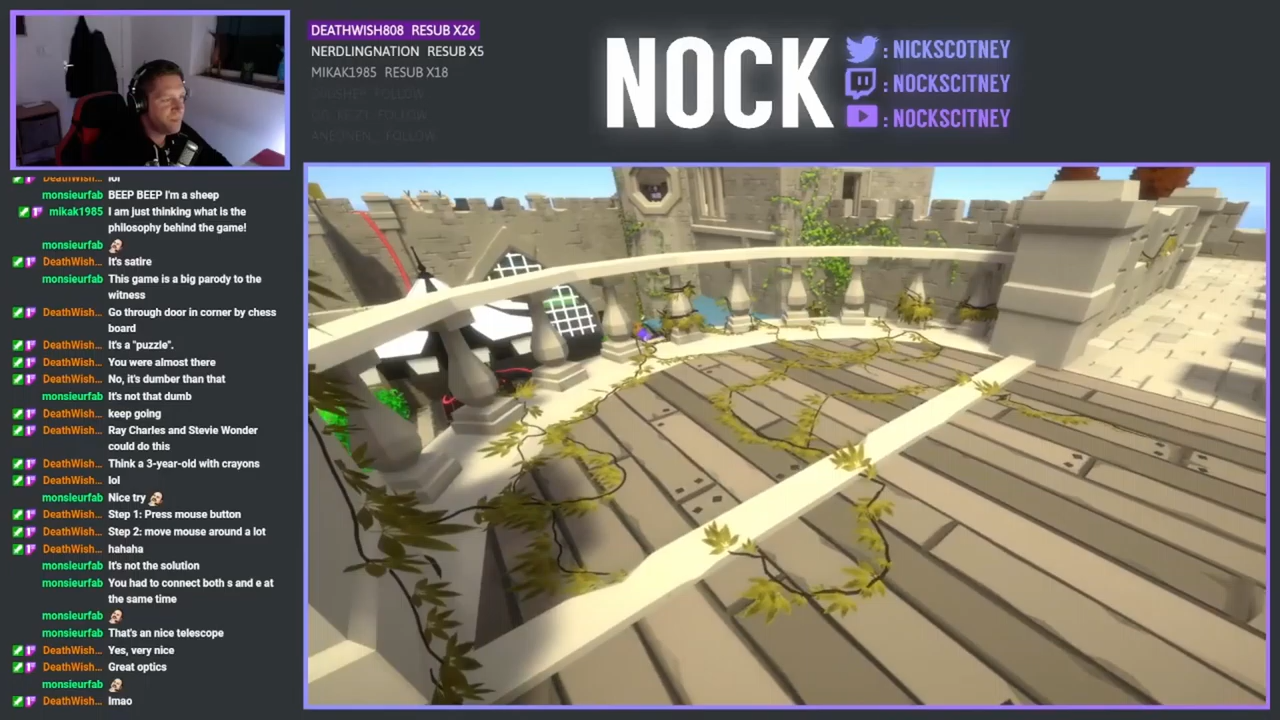 DEATHWISH808 RESUB X26
NERDLINGNATION RESUB X5
MIKAK1985 RESUB X18
FOLLOW
FOLLOW
FOLLOW
NOCK
: NICKSCOTNEY
: NOCKSCITNEY
: NOCKSCITNEY
DeathWish... lol
monsieurfab BEEP BEEP I'm a sheep
mikak1985 I am just thinking what is the
philosophy behind the game!
monsieurfab
DeathWish... It's satire
monsieurfab This game is a big parody to the
witness
DeathWish... Go through door in corner by chess
board
DeathWish... It's a "puzzle".
DeathWish... You were almost there
DeathWish... No, it's dumber than that
monsieurfab It's not that dumb
DeathWish... keep going
DeathWish... Ray Charles and Stevie Wonder
could do this
DeathWish... Think a 3-year-old with crayons
DeathWish... lol
monsieurfab Nice try
DeathWish... Step 1: Press mouse button
DeathWish... Step 2: move mouse around a lot
DeathWish... hahaha
monsieurfab It's not the solution
monsieurfab You had to connect both s and e at
the same time
monsieurfab
monsieurfab That's an nice telescope
DeathWish... Yes, very nice
DeathWish... Great optics
monsieurfab
DeathWish... lmao